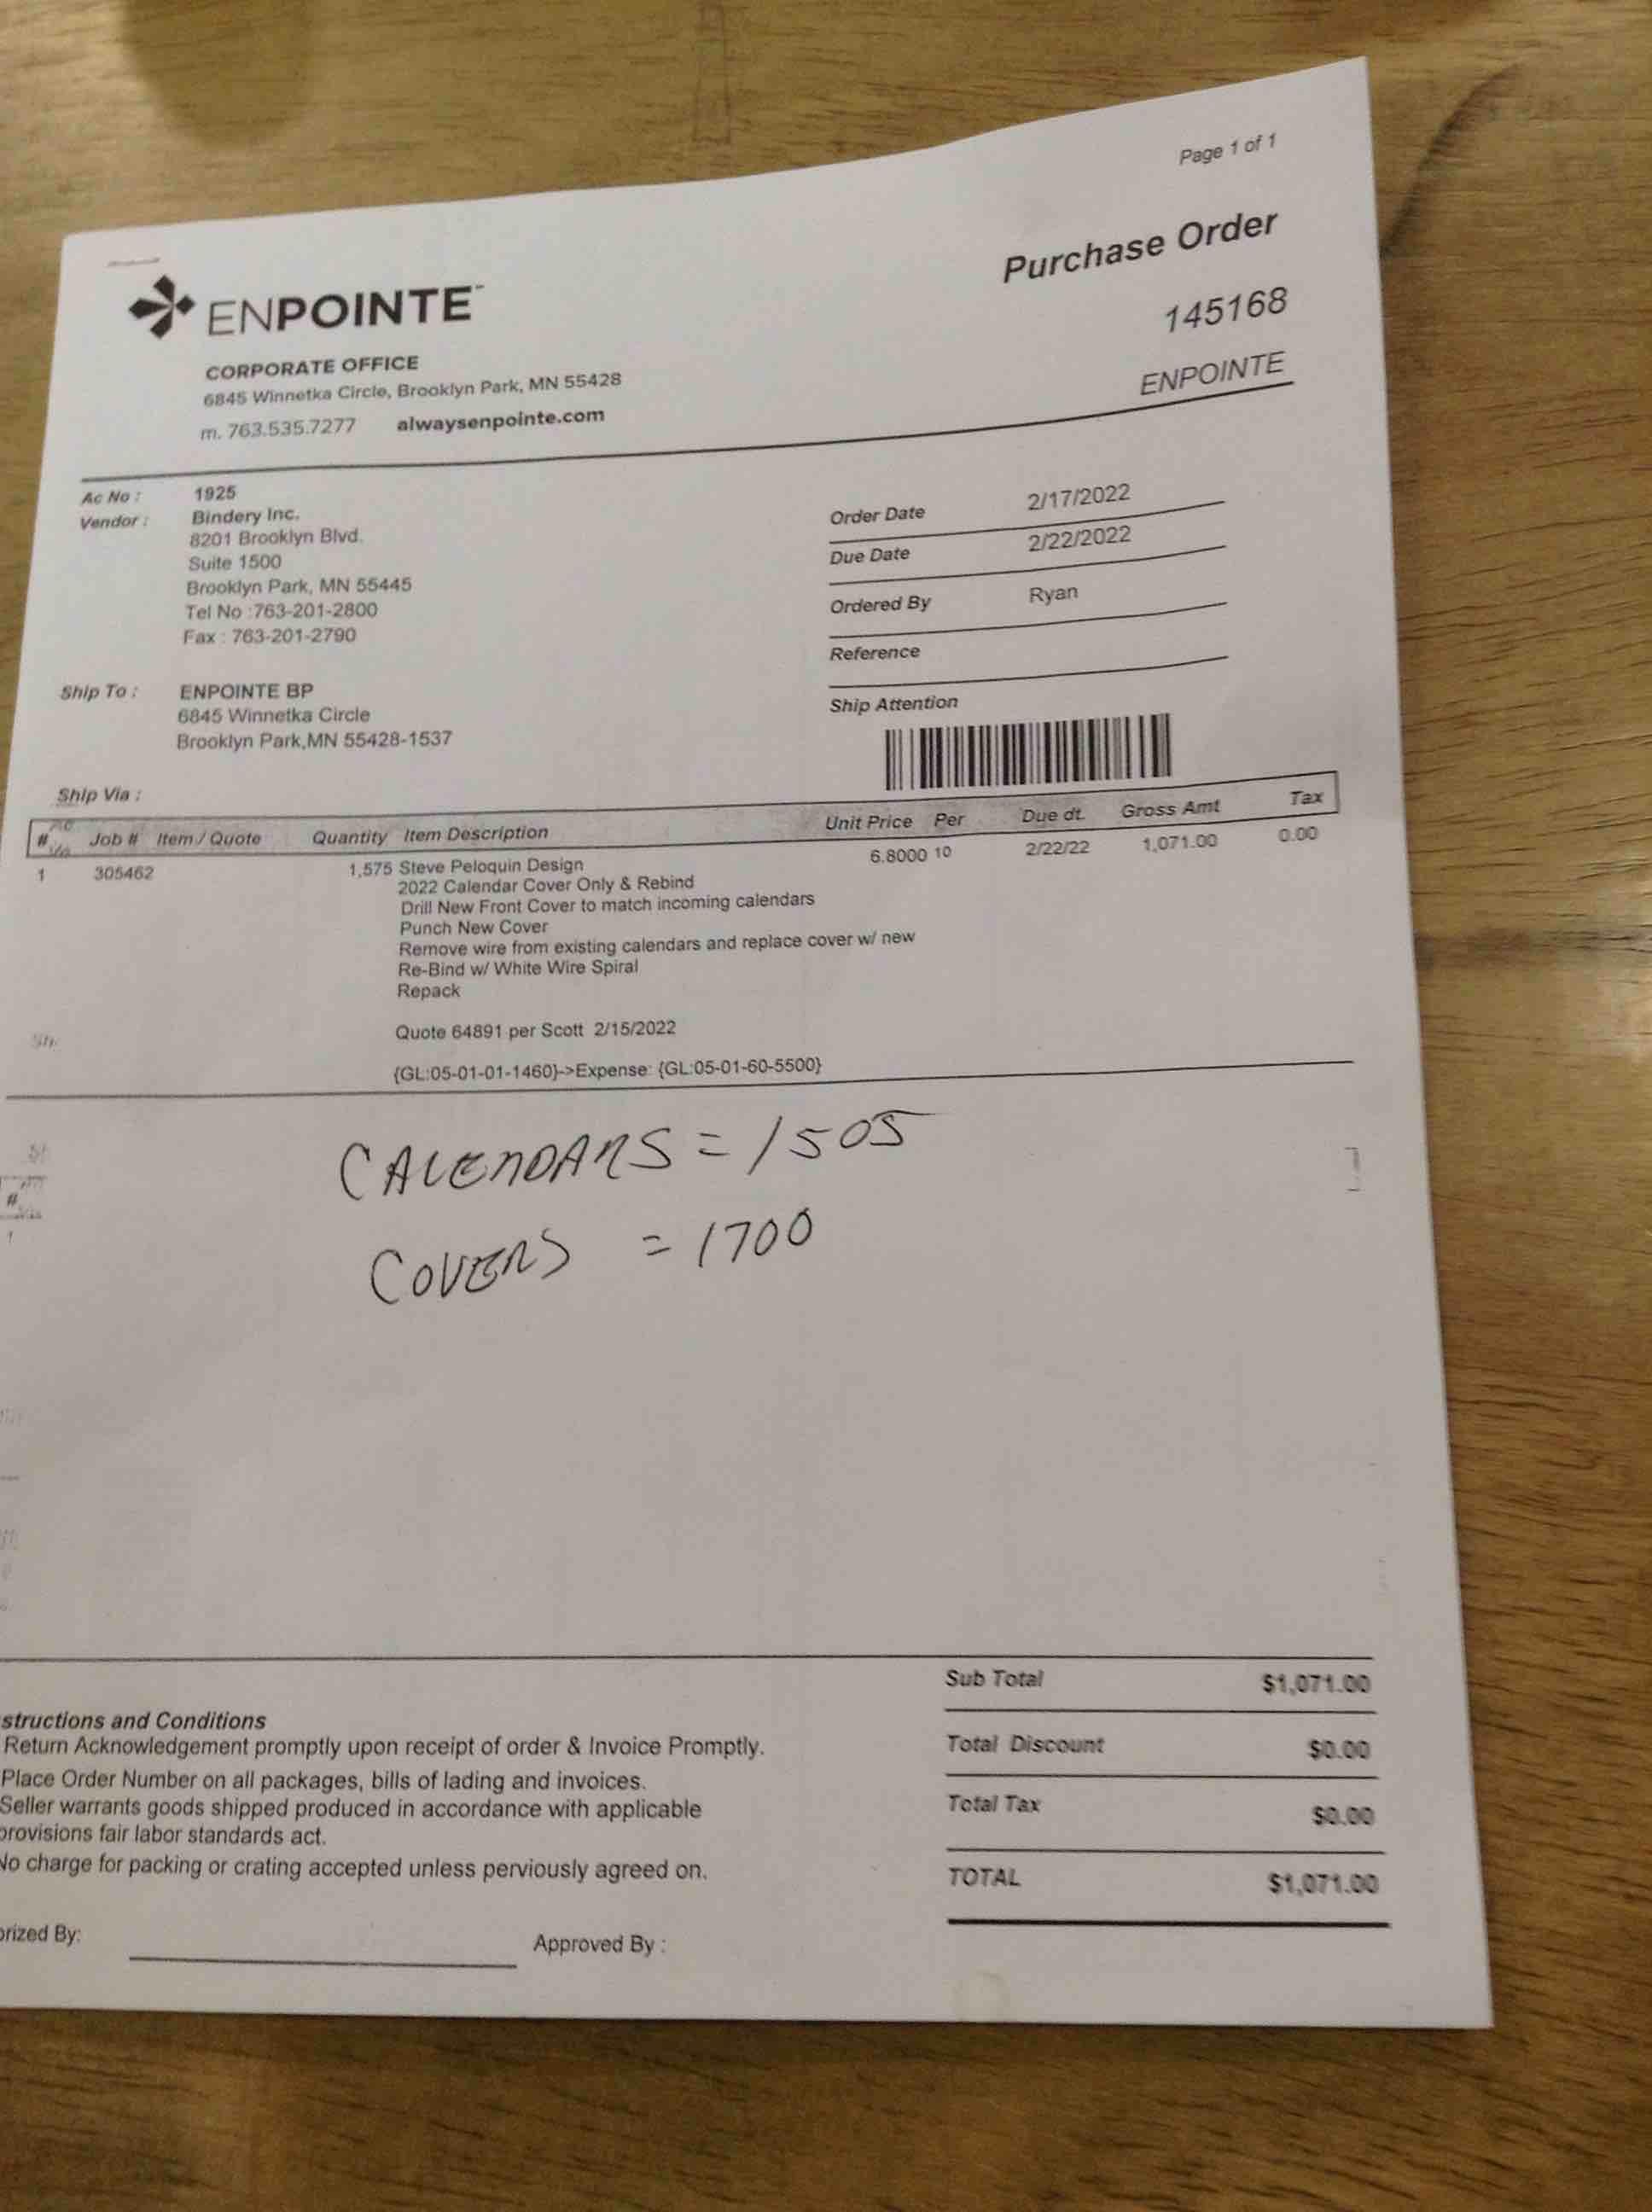 Page 1 of 1
Purchase Order
145168
ENPOINTE
ENPOINTE
CORPORATE OFFICE
6845 Winnetka Circle, Brooklyn Park, MN 55428
m. 763.535.7277 alwaysenpointe.com
Ac No : 1925
Vendor : Bindery Inc.
8201 Brooklyn Blvd.
Suite 1500
Brooklyn Park, MN 55445
Tel No :763-201-2800
Fax : 763-201-2790
Order Date 2/17/2022
Due Date 2/22/2022
Ordered By Ryan
Reference
Ship Attention
Ship To : ENPOINTE BP
6845 Winnetka Circle
Brooklyn Park,MN 55428-1537
Ship Via :
# Job # Item / Quote Quantity Item Description Unit Price Per Due dt. Gross Amt Tax
1 305462 1,575 Steve Peloquin Design 6.8000 10 2/22/22 1,071.00 0.00
2022 Calendar Cover Only & Rebind
Drill New Front Cover to match incoming calendars
Punch New Cover
Remove wire from existing calendars and replace cover w/ new
Re-Bind w/ White Wire Spiral
Repack
Quote 64891 per Scott 2/15/2022
{GL:05-01-01-1460}->Expense: {GL:05-01-60-5500}
CALENDARS = 1505
COVERS = 1700
Sub Total $1,071.00
Total Discount $0.00
Total Tax $0.00
TOTAL $1,071.00
structions and Conditions
Return Acknowledgement promptly upon receipt of order & Invoice Promptly.
Place Order Number on all packages, bills of lading and invoices.
Seller warrants goods shipped produced in accordance with applicable
provisions fair labor standards act.
No charge for packing or crating accepted unless perviously agreed on.
orized By: Approved By :